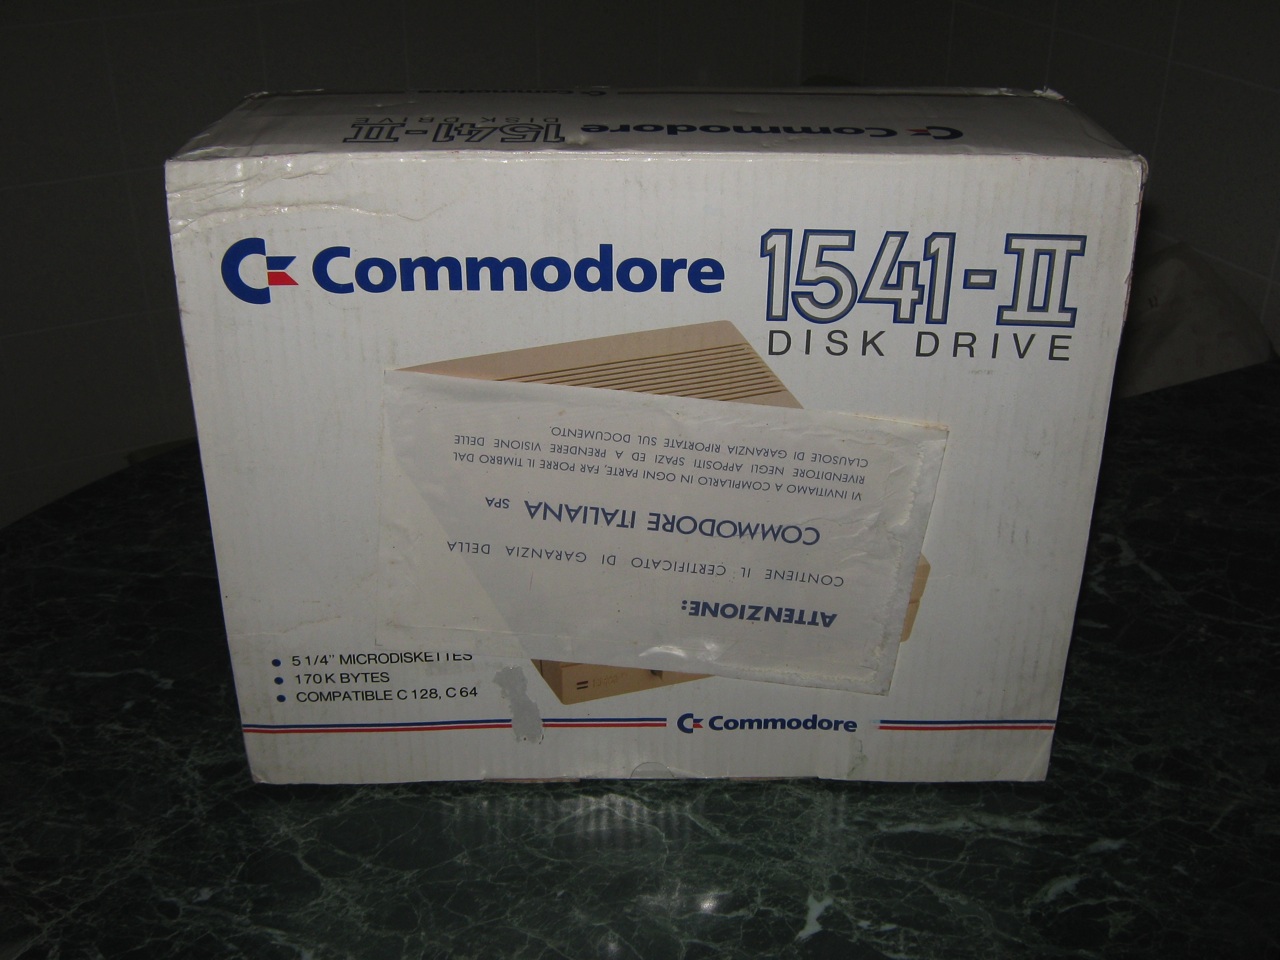 Commodore
1541-II
DISK DRIVE
Commodore
1541-II
DISK DRIVE
ATTENZIONE:
CONTIENE IL CERTIFICATO DI GARANZIA DELLA
COMMODORE ITALIANA SPA
VI INVITIAMO A COMPILARLO IN OGNI PARTE, FAR PORRE IL TIMBRO DAL
RIVENDITORE NEGLI APPOSITI SPAZI ED A PRENDERE VISIONE DELLE
CLAUSOLE DI GARANZIA RIPORTATE SUL DOCUMENTO.
5 1/4" MICRODISKETTES
170K BYTES
COMPATIBLE C 128, C 64
Commodore